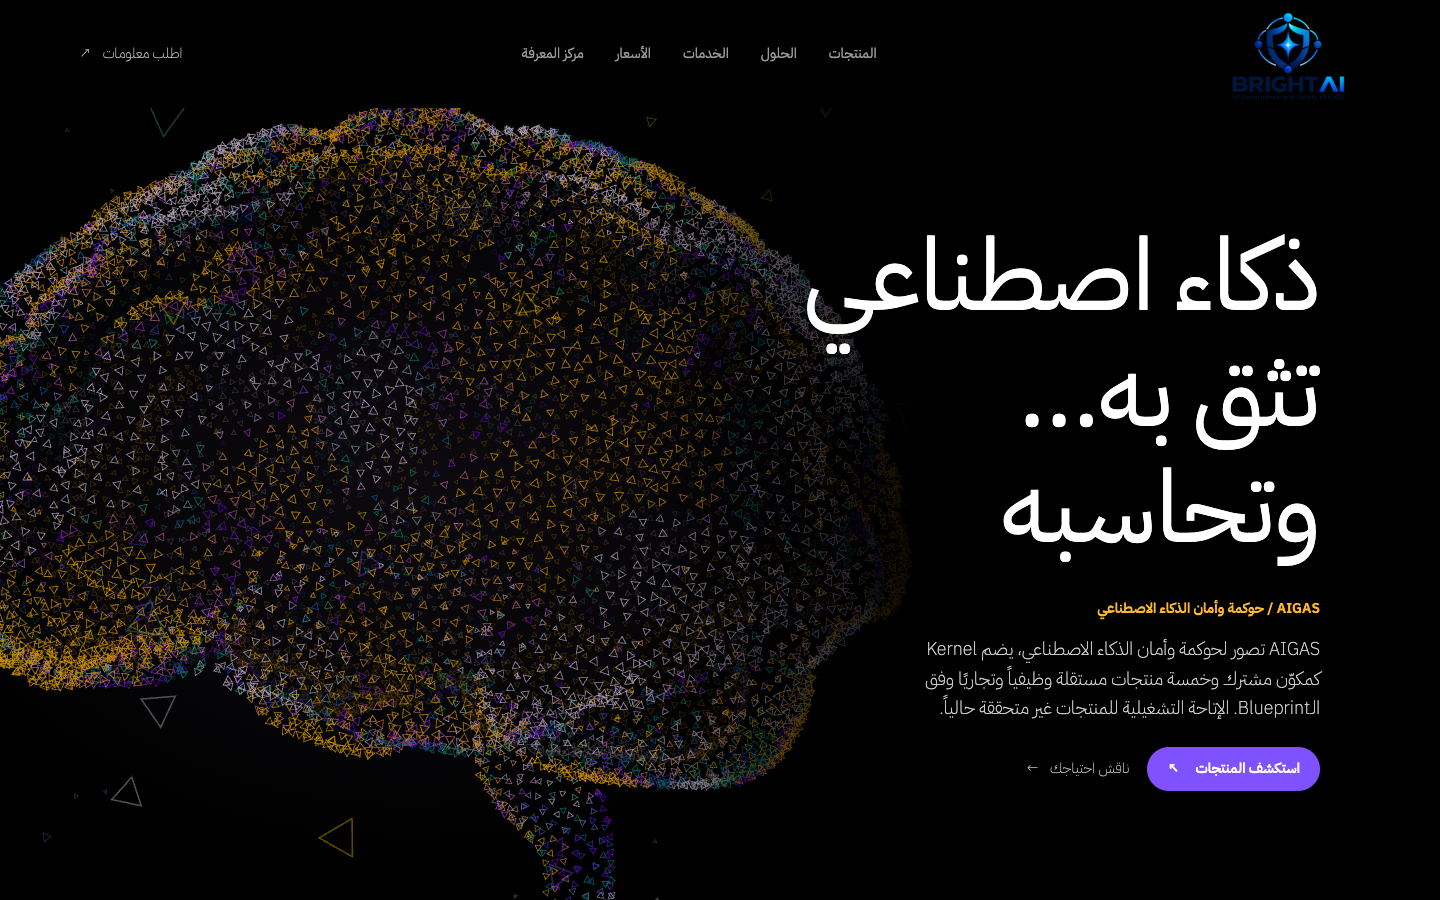 BRIGHTAI
المنتجات
الحلول
الخدمات
الأسعار
مركز المعرفة
اطلب معلومات ↗
ذكاء اصطناعي
تثق به...
وتحاسبه
AIGAS / حوكمة وأمان الذكاء الاصطناعي
AIGAS تصور لحوكمة وأمان الذكاء الاصطناعي، يضم Kernel
كمكوّن مشترك وخمسة منتجات مستقلة وظيفياً وتجاريًا وفق
الـBlueprint. الإتاحة التشغيلية للمنتجات غير متحققة حالياً.
استكشف المنتجات ↖
ناقش احتياجك ←